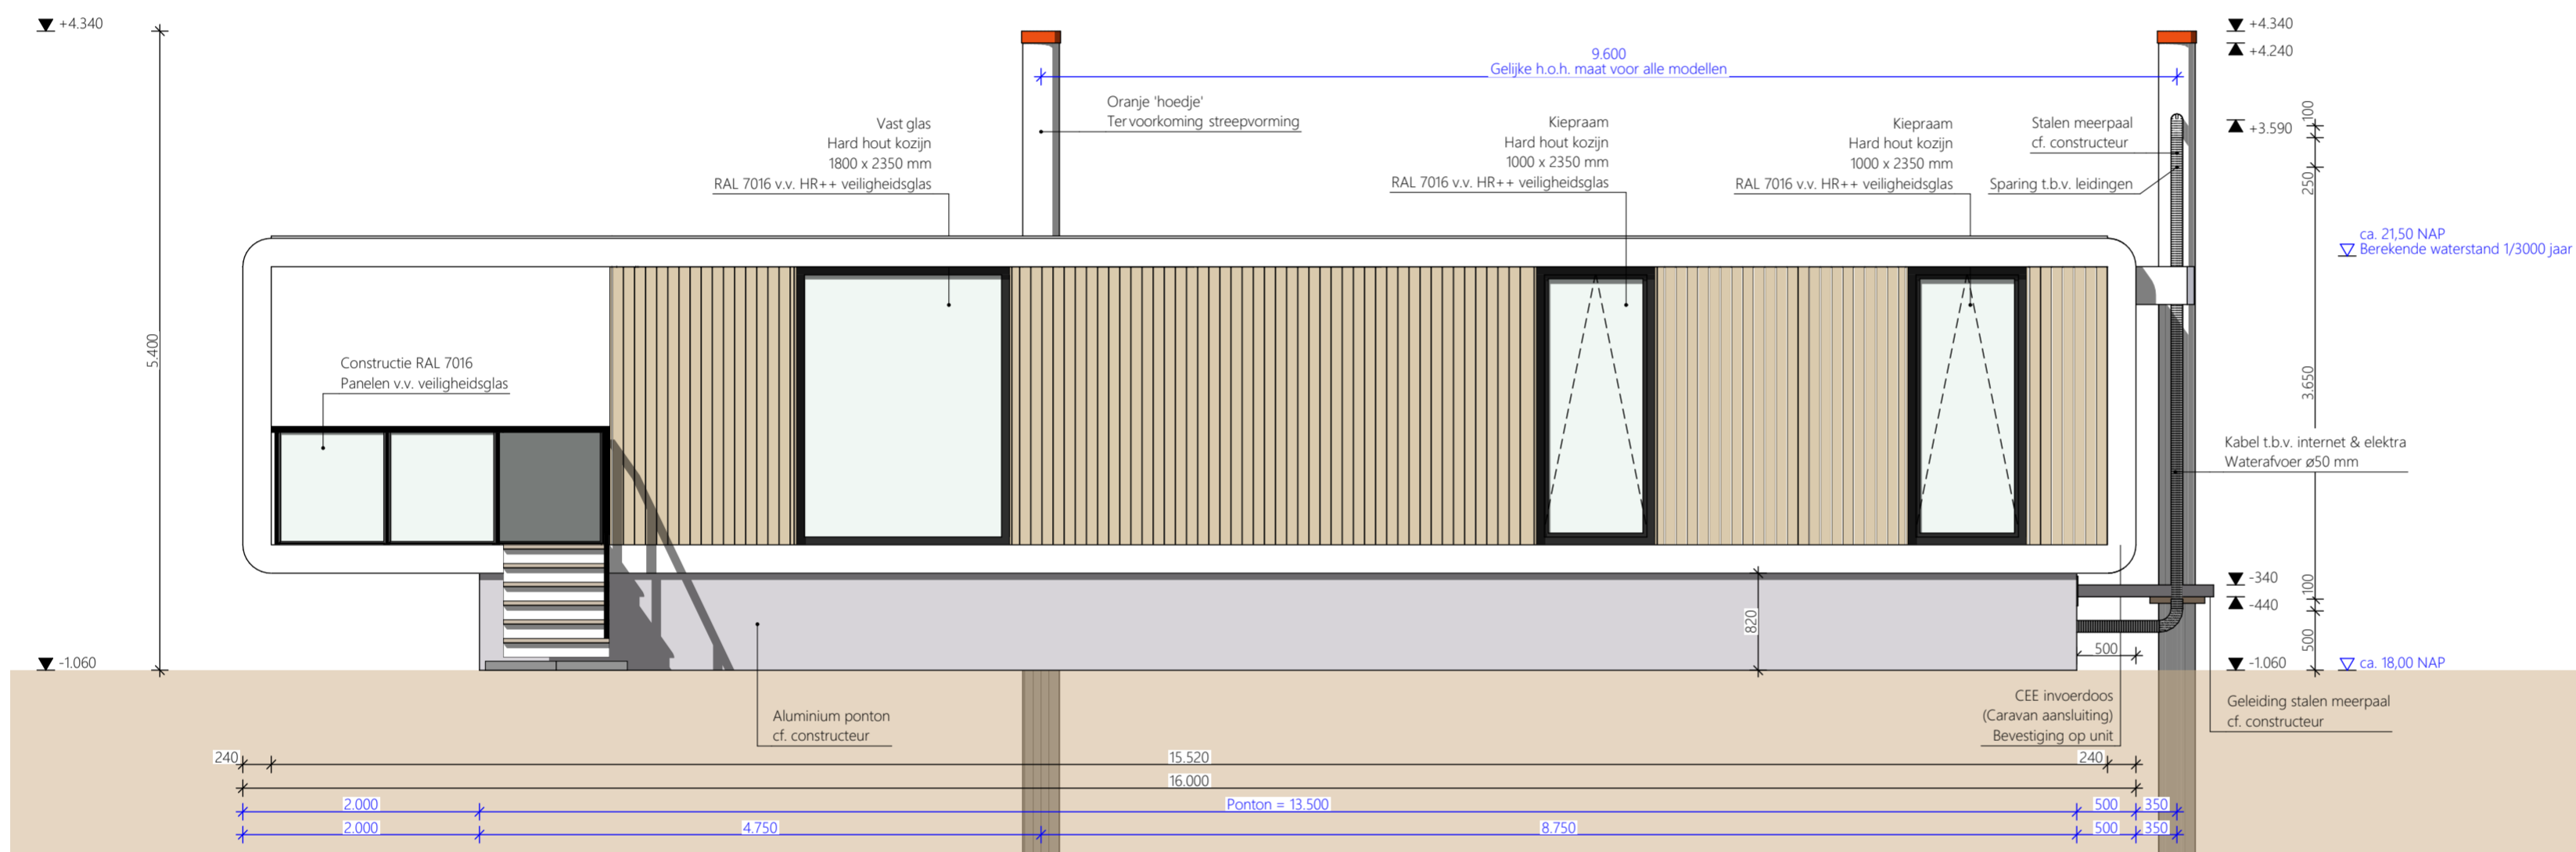 +4.340
+4.340
+4.240
9.600
Gelijke h.o.h. maat voor alle modellen
Oranje 'hoedje'
Ter voorkoming streepvorming
Vast glas
Hard hout kozijn
1800 x 2350 mm
RAL 7016 v.v. HR++ veiligheidsglas
Kiepraam
Hard hout kozijn
1000 x 2350 mm
RAL 7016 v.v. HR++ veiligheidsglas
Kiepraam
Hard hout kozijn
1000 x 2350 mm
RAL 7016 v.v. HR++ veiligheidsglas
Stalen meerpaal
cf. constructeur
Sparing t.b.v. leidingen
+3.590
100
250
ca. 21,50 NAP
Berekende waterstand 1/3000 jaar
5.400
Constructie RAL 7016
Panelen v.v. veiligheidsglas
3.650
Kabel t.b.v. internet & elektra
Waterafvoer ø50 mm
-340
-440
100
820
500
500
-1.060
-1.060
ca. 18,00 NAP
Aluminium ponton
cf. constructeur
CEE invoerdoos
(Caravan aansluiting)
Bevestiging op unit
Geleiding stalen meerpaal
cf. constructeur
240
15.520
240
16.000
2.000
Ponton = 13.500
500
350
2.000
4.750
8.750
500
350